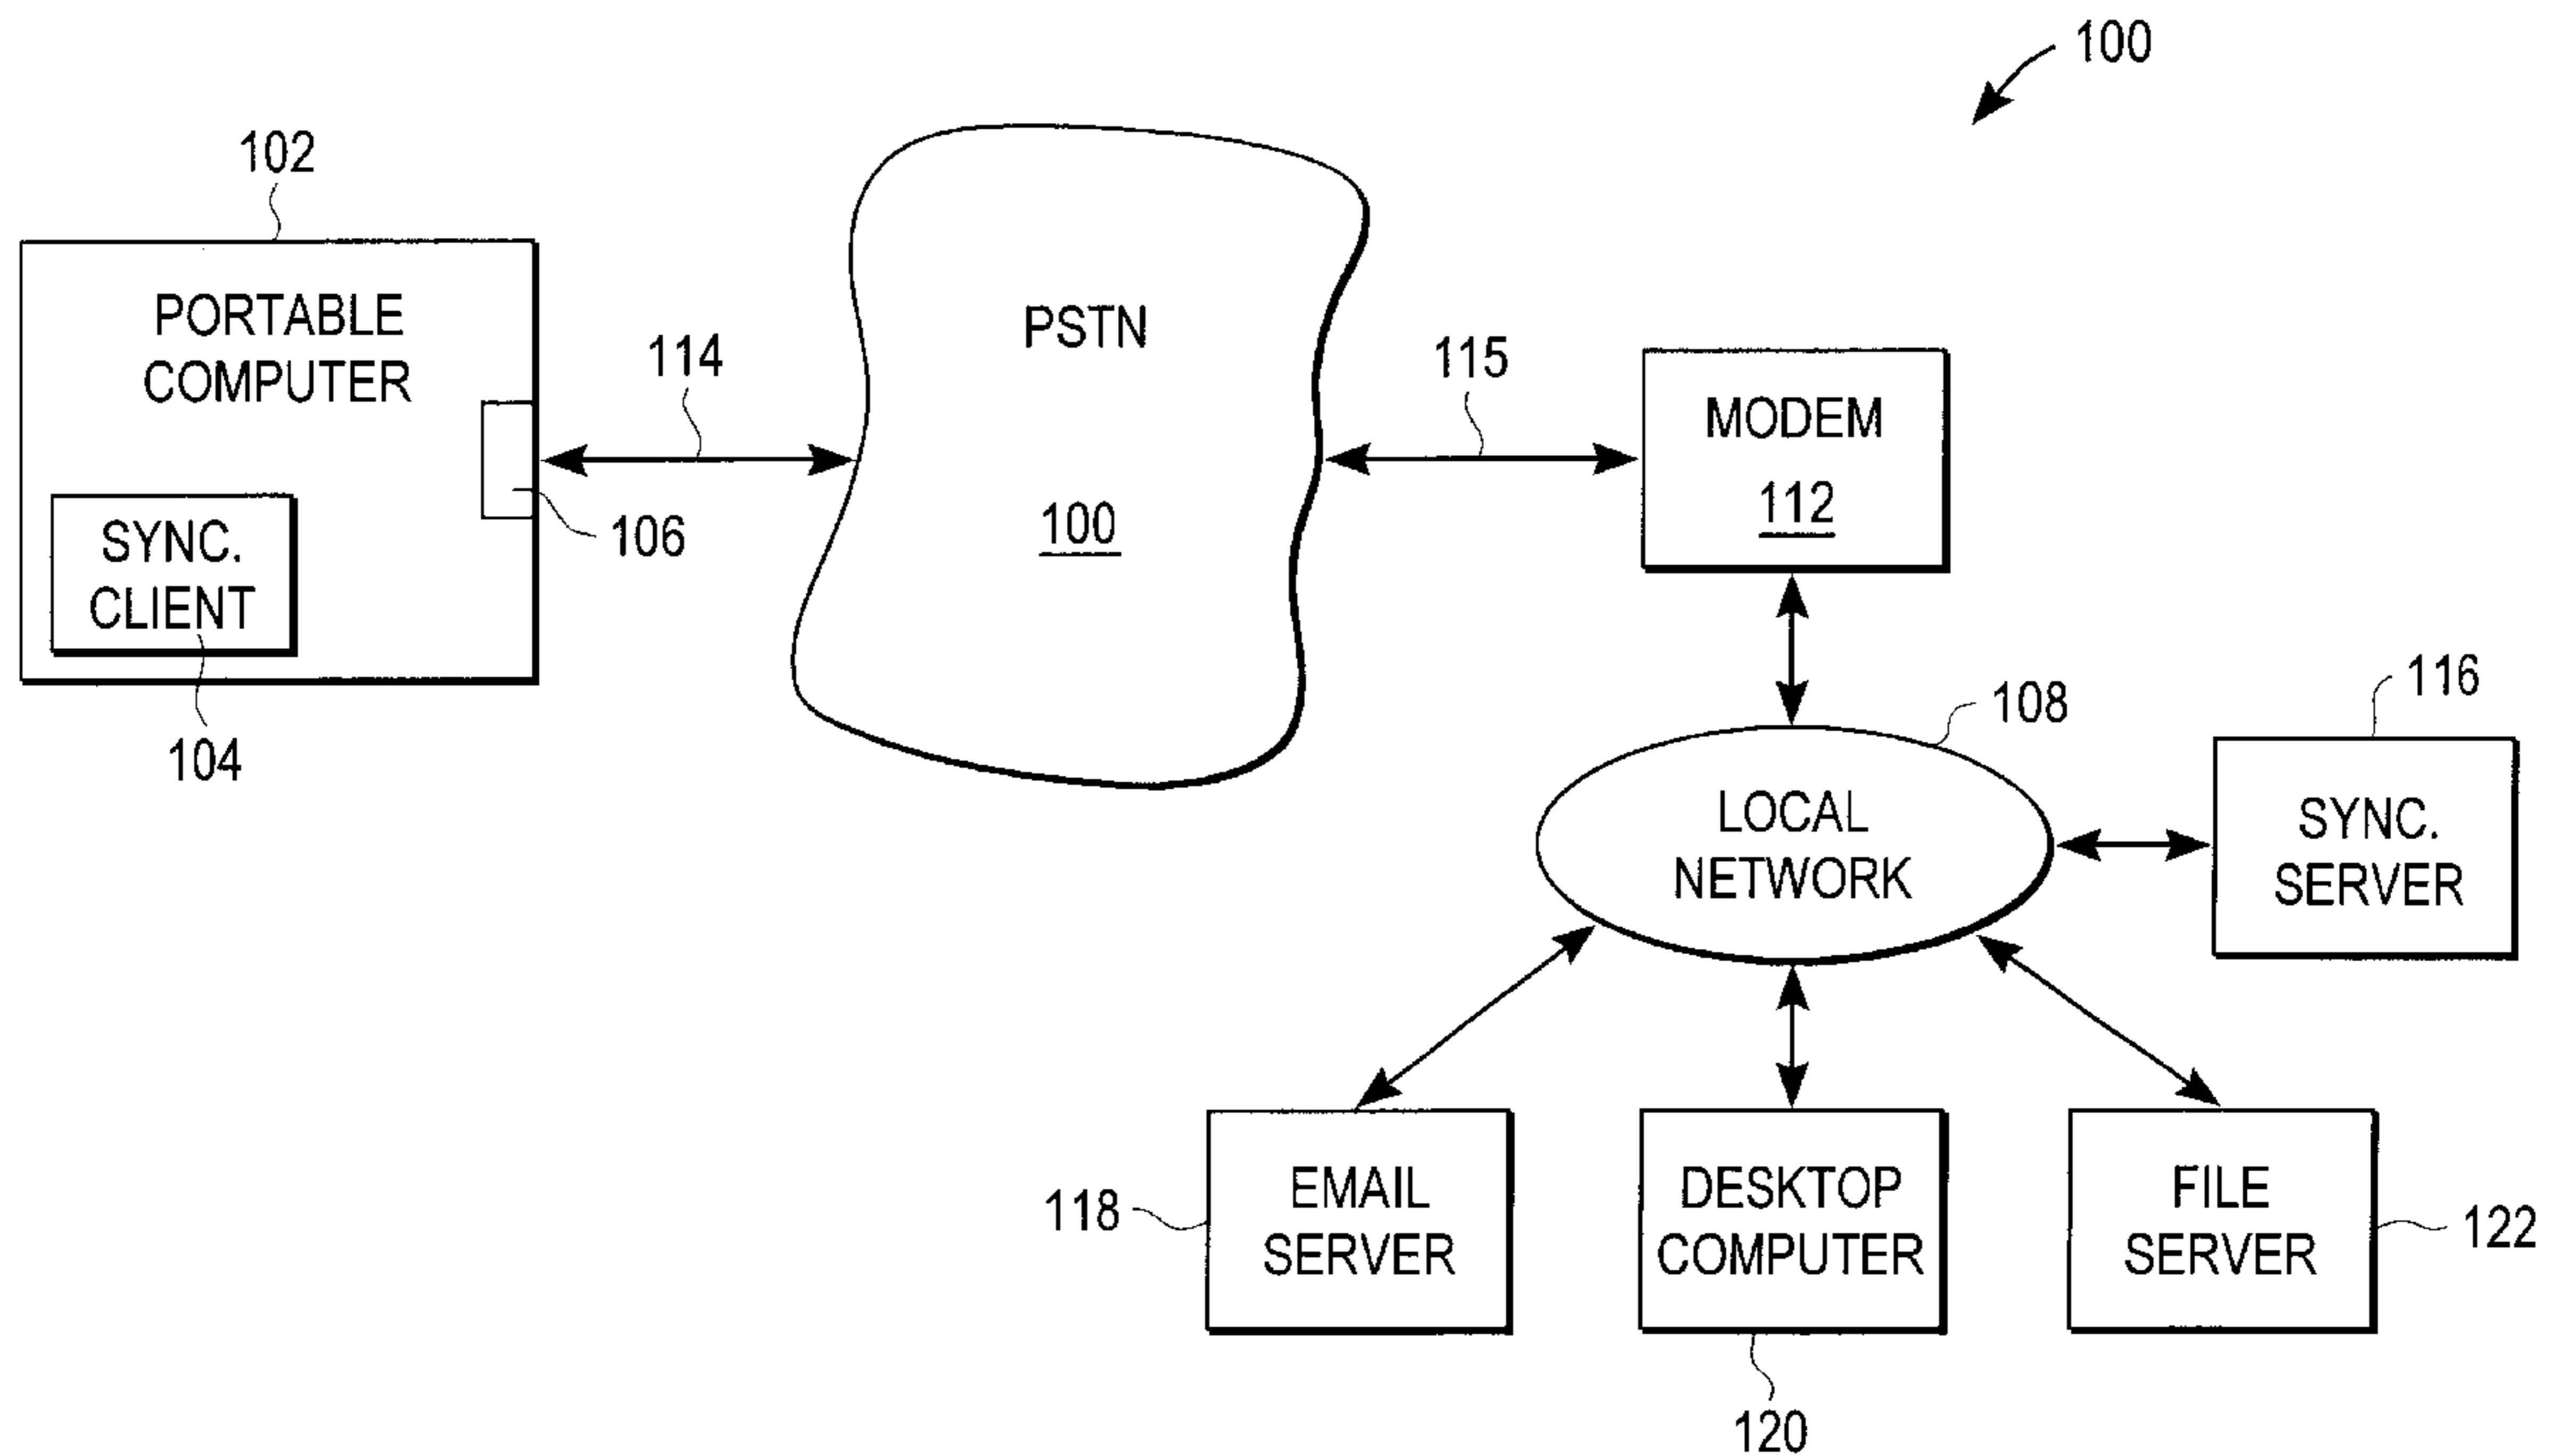 100
102
PORTABLE
COMPUTER
SYNC.
CLIENT
104
106
114
PSTN
100
115
MODEM
112
108
LOCAL
NETWORK
116
SYNC.
SERVER
118
EMAIL
SERVER
DESKTOP
COMPUTER
120
FILE
SERVER
122